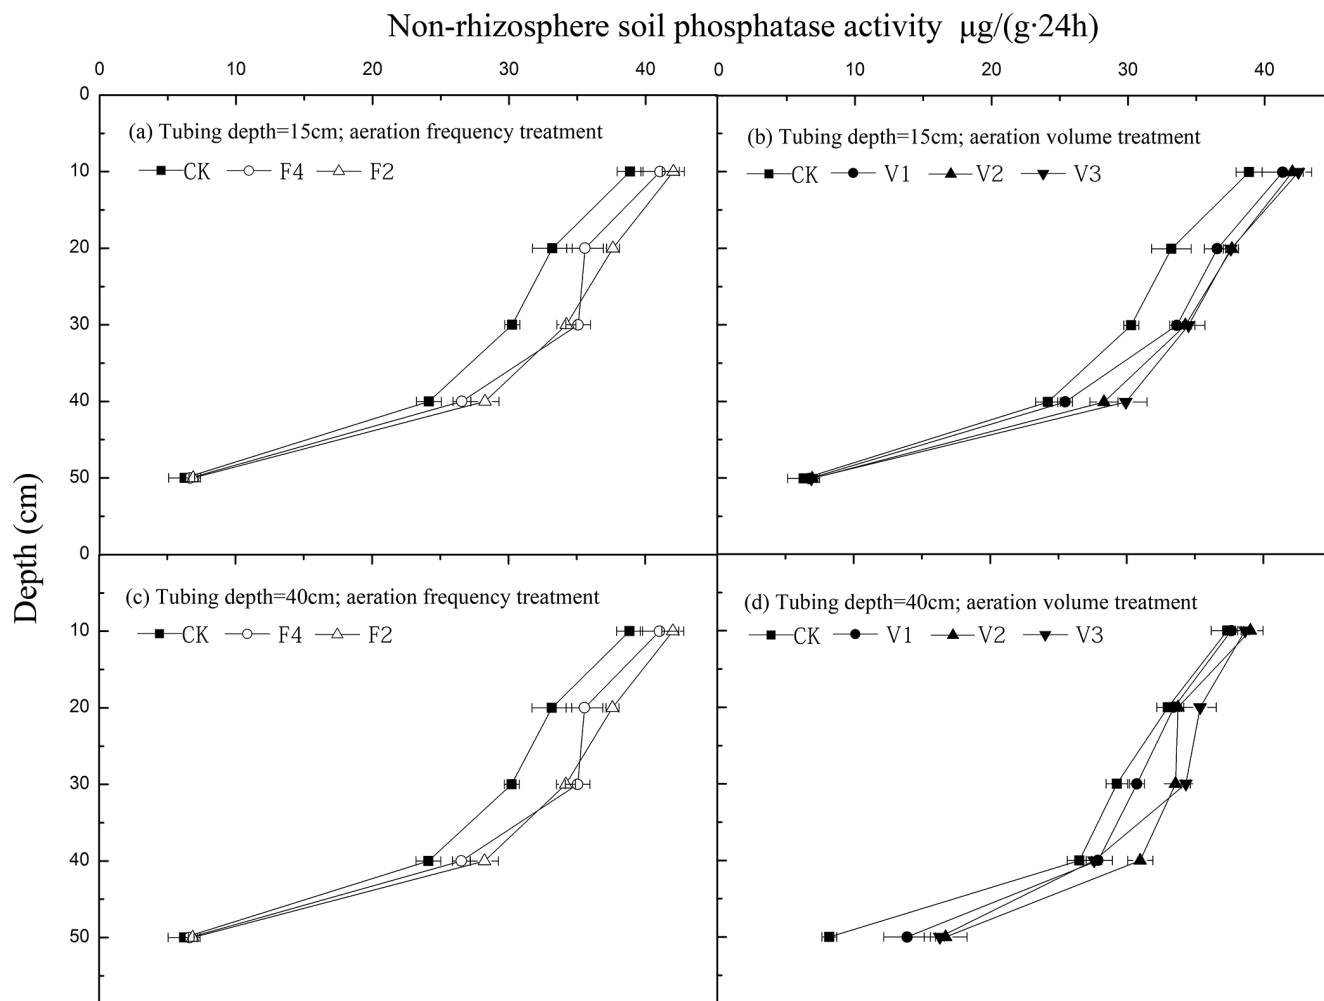 Non-rhizosphere soil phosphatase activity μg/(g·24h)
0 10 20 30 40 10 20 30 40
0
(a) Tubing depth=15cm; aeration frequency treatment
CK F4 F2
(b) Tubing depth=15cm; aeration volume treatment
CK V1 V2 V3
10
20
30
40
50
Depth (cm)
0
(c) Tubing depth=40cm; aeration frequency treatment
CK F4 F2
(d) Tubing depth=40cm; aeration volume treatment
CK V1 V2 V3
10
20
30
40
50